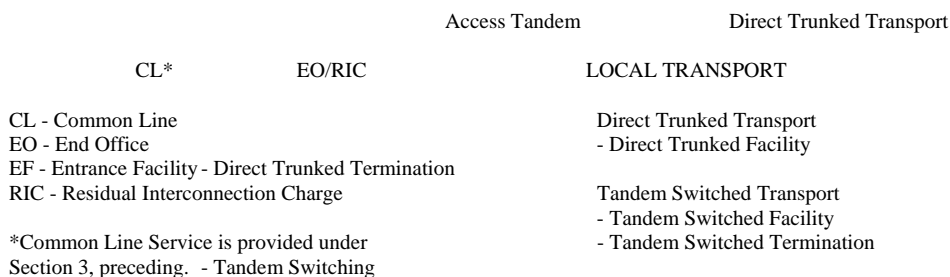 Access Tandem Direct Trunked Transport
CL* EO/RIC LOCAL TRANSPORT
CL - Common Line Direct Trunked Transport
EO - End Office - Direct Trunked Facility
EF - Entrance Facility - Direct Trunked Termination
RIC - Residual Interconnection Charge Tandem Switched Transport
- Tandem Switched Facility
*Common Line Service is provided under - Tandem Switched Termination
Section 3, preceding. - Tandem Switching